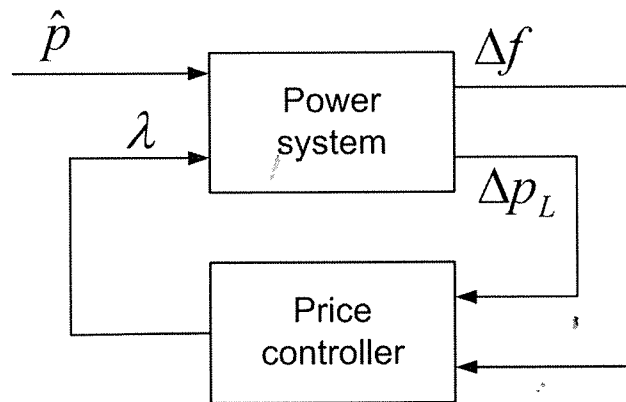 p̂
Δf
Power
system
λ
Δp_L
Price
controller